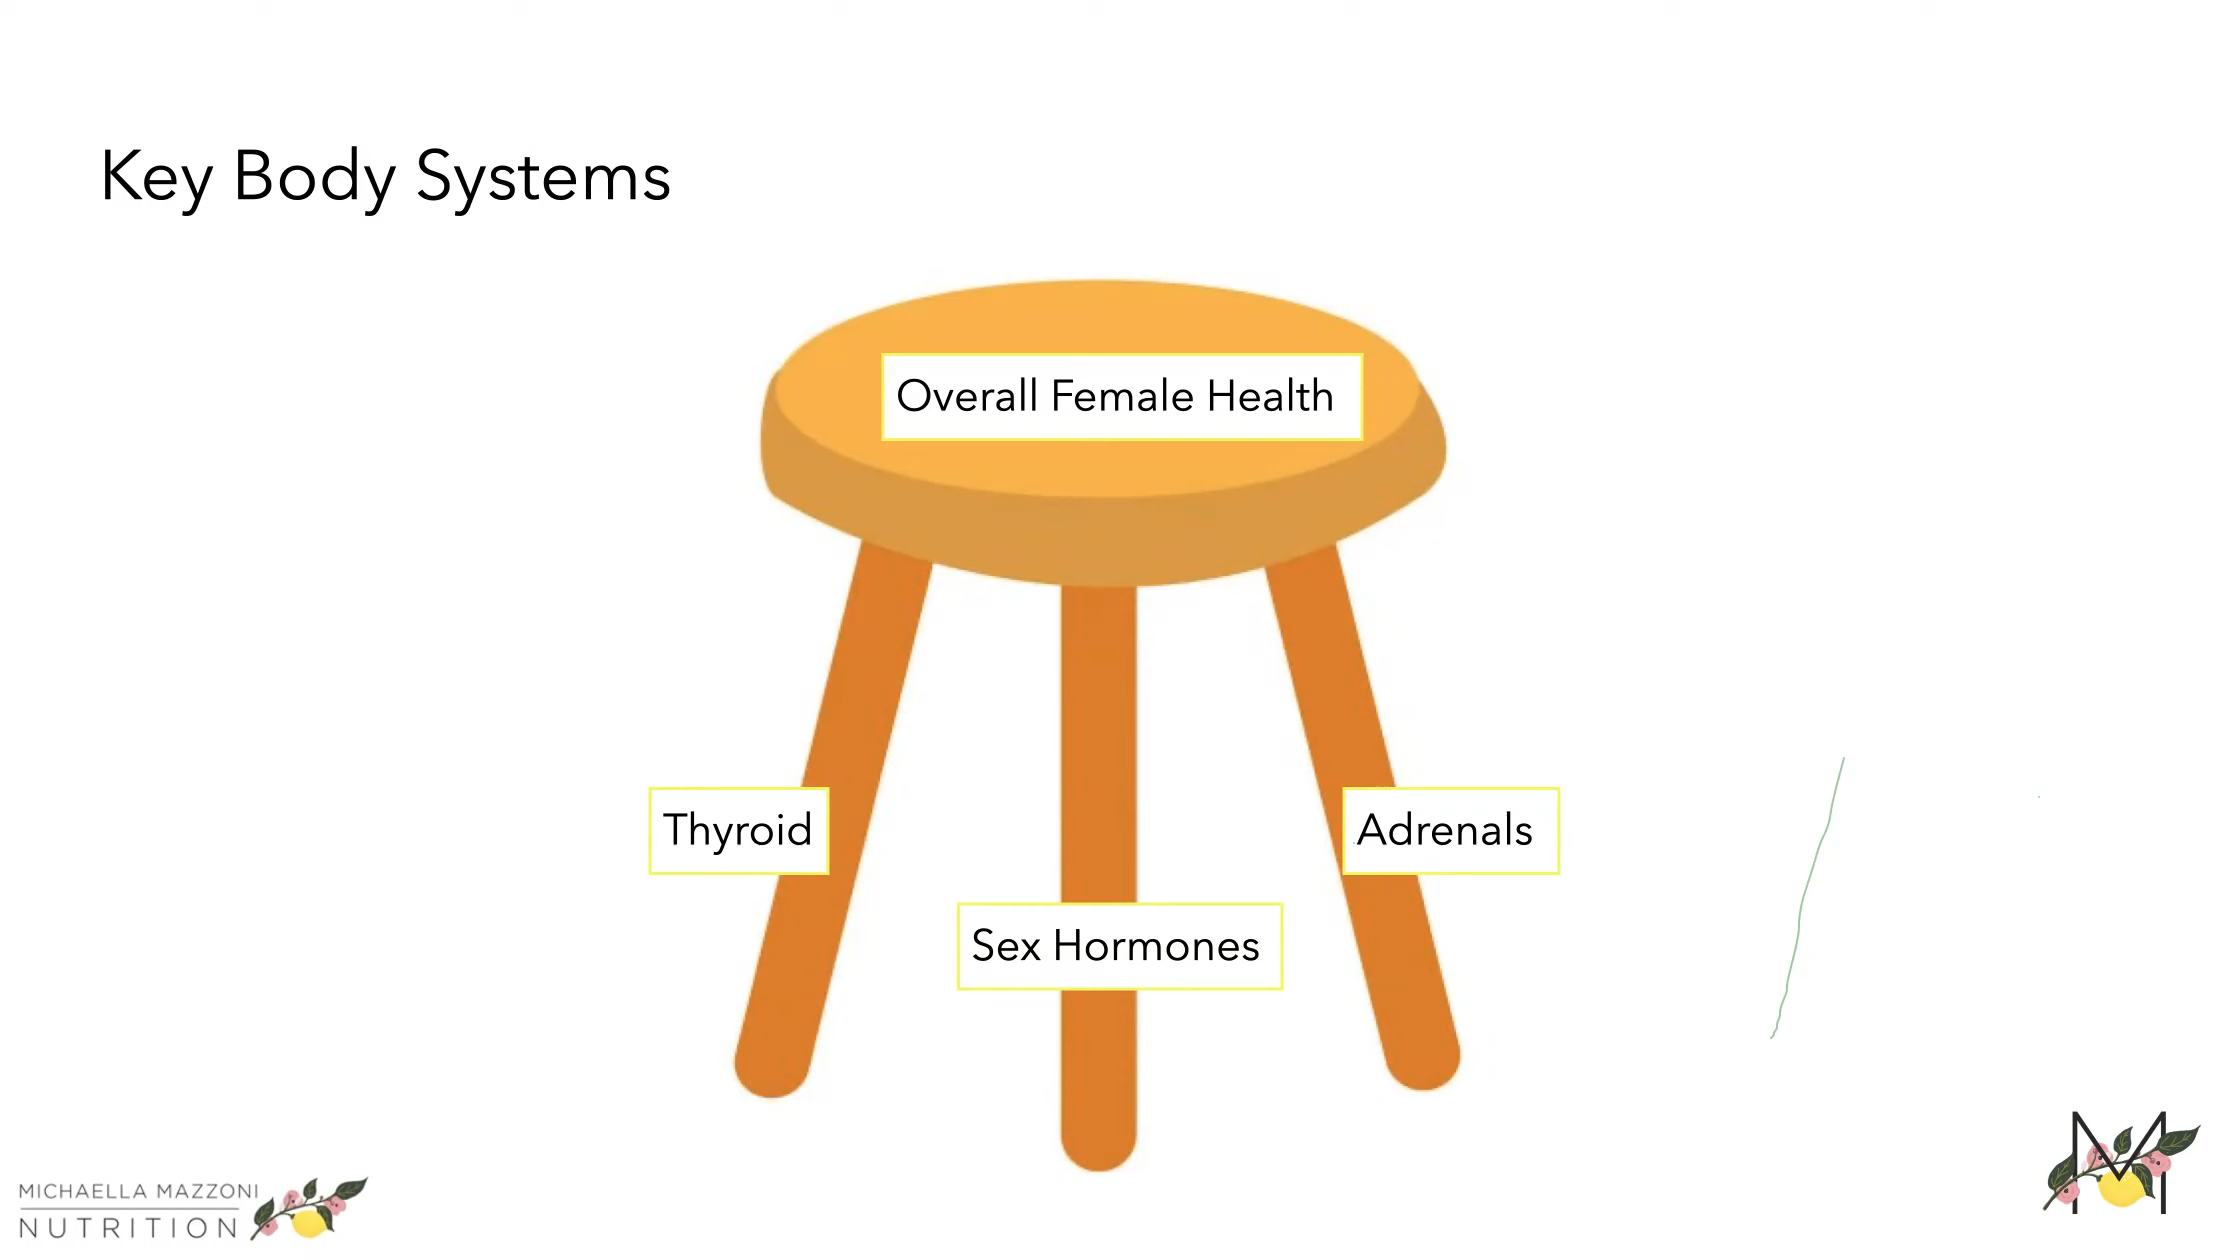 Key Body Systems
Overall Female Health
Thyroid
Adrenals
Sex Hormones
MICHAELLA MAZZONI
NUTRITION
M